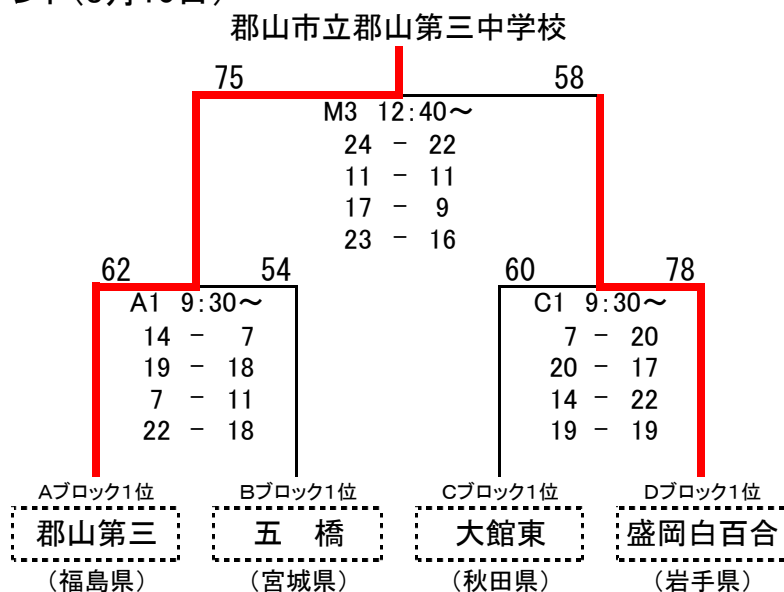 郡山市立郡山第三中学校
75 58
M3 12:40～
24 - 22
11 - 11
17 - 9
23 - 16
62 54 60 78
A1 9:30～ C1 9:30～
14 - 7 7 - 20
19 - 18 20 - 17
7 - 11 14 - 22
22 - 18 19 - 19
Aブロック1位 Bブロック1位 Cブロック1位 Dブロック1位
郡山第三 五 橋 大館東 盛岡白百合
（福島県） （宮城県） （秋田県） （岩手県）